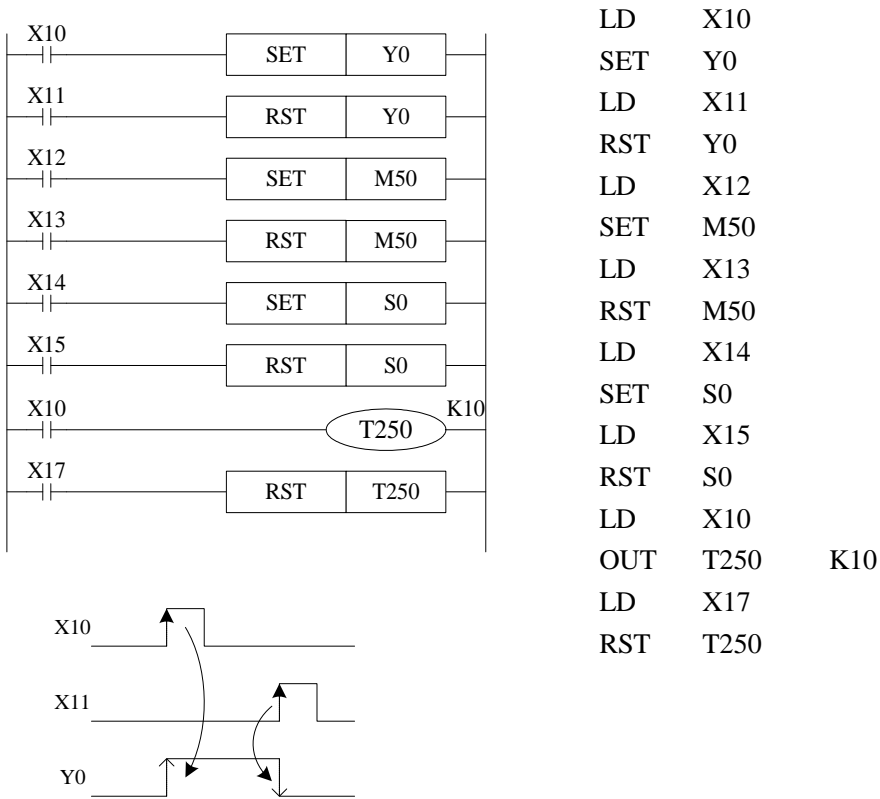 X10
SET Y0
X11
RST Y0
X12
SET M50
X13
RST M50
X14
SET S0
X15
RST S0
X10 K10
T250
X17
RST T250
LD X10
SET Y0
LD X11
RST Y0
LD X12
SET M50
LD X13
RST M50
LD X14
SET S0
LD X15
RST S0
LD X10
OUT T250 K10
LD X17
RST T250
X10
X11
Y0